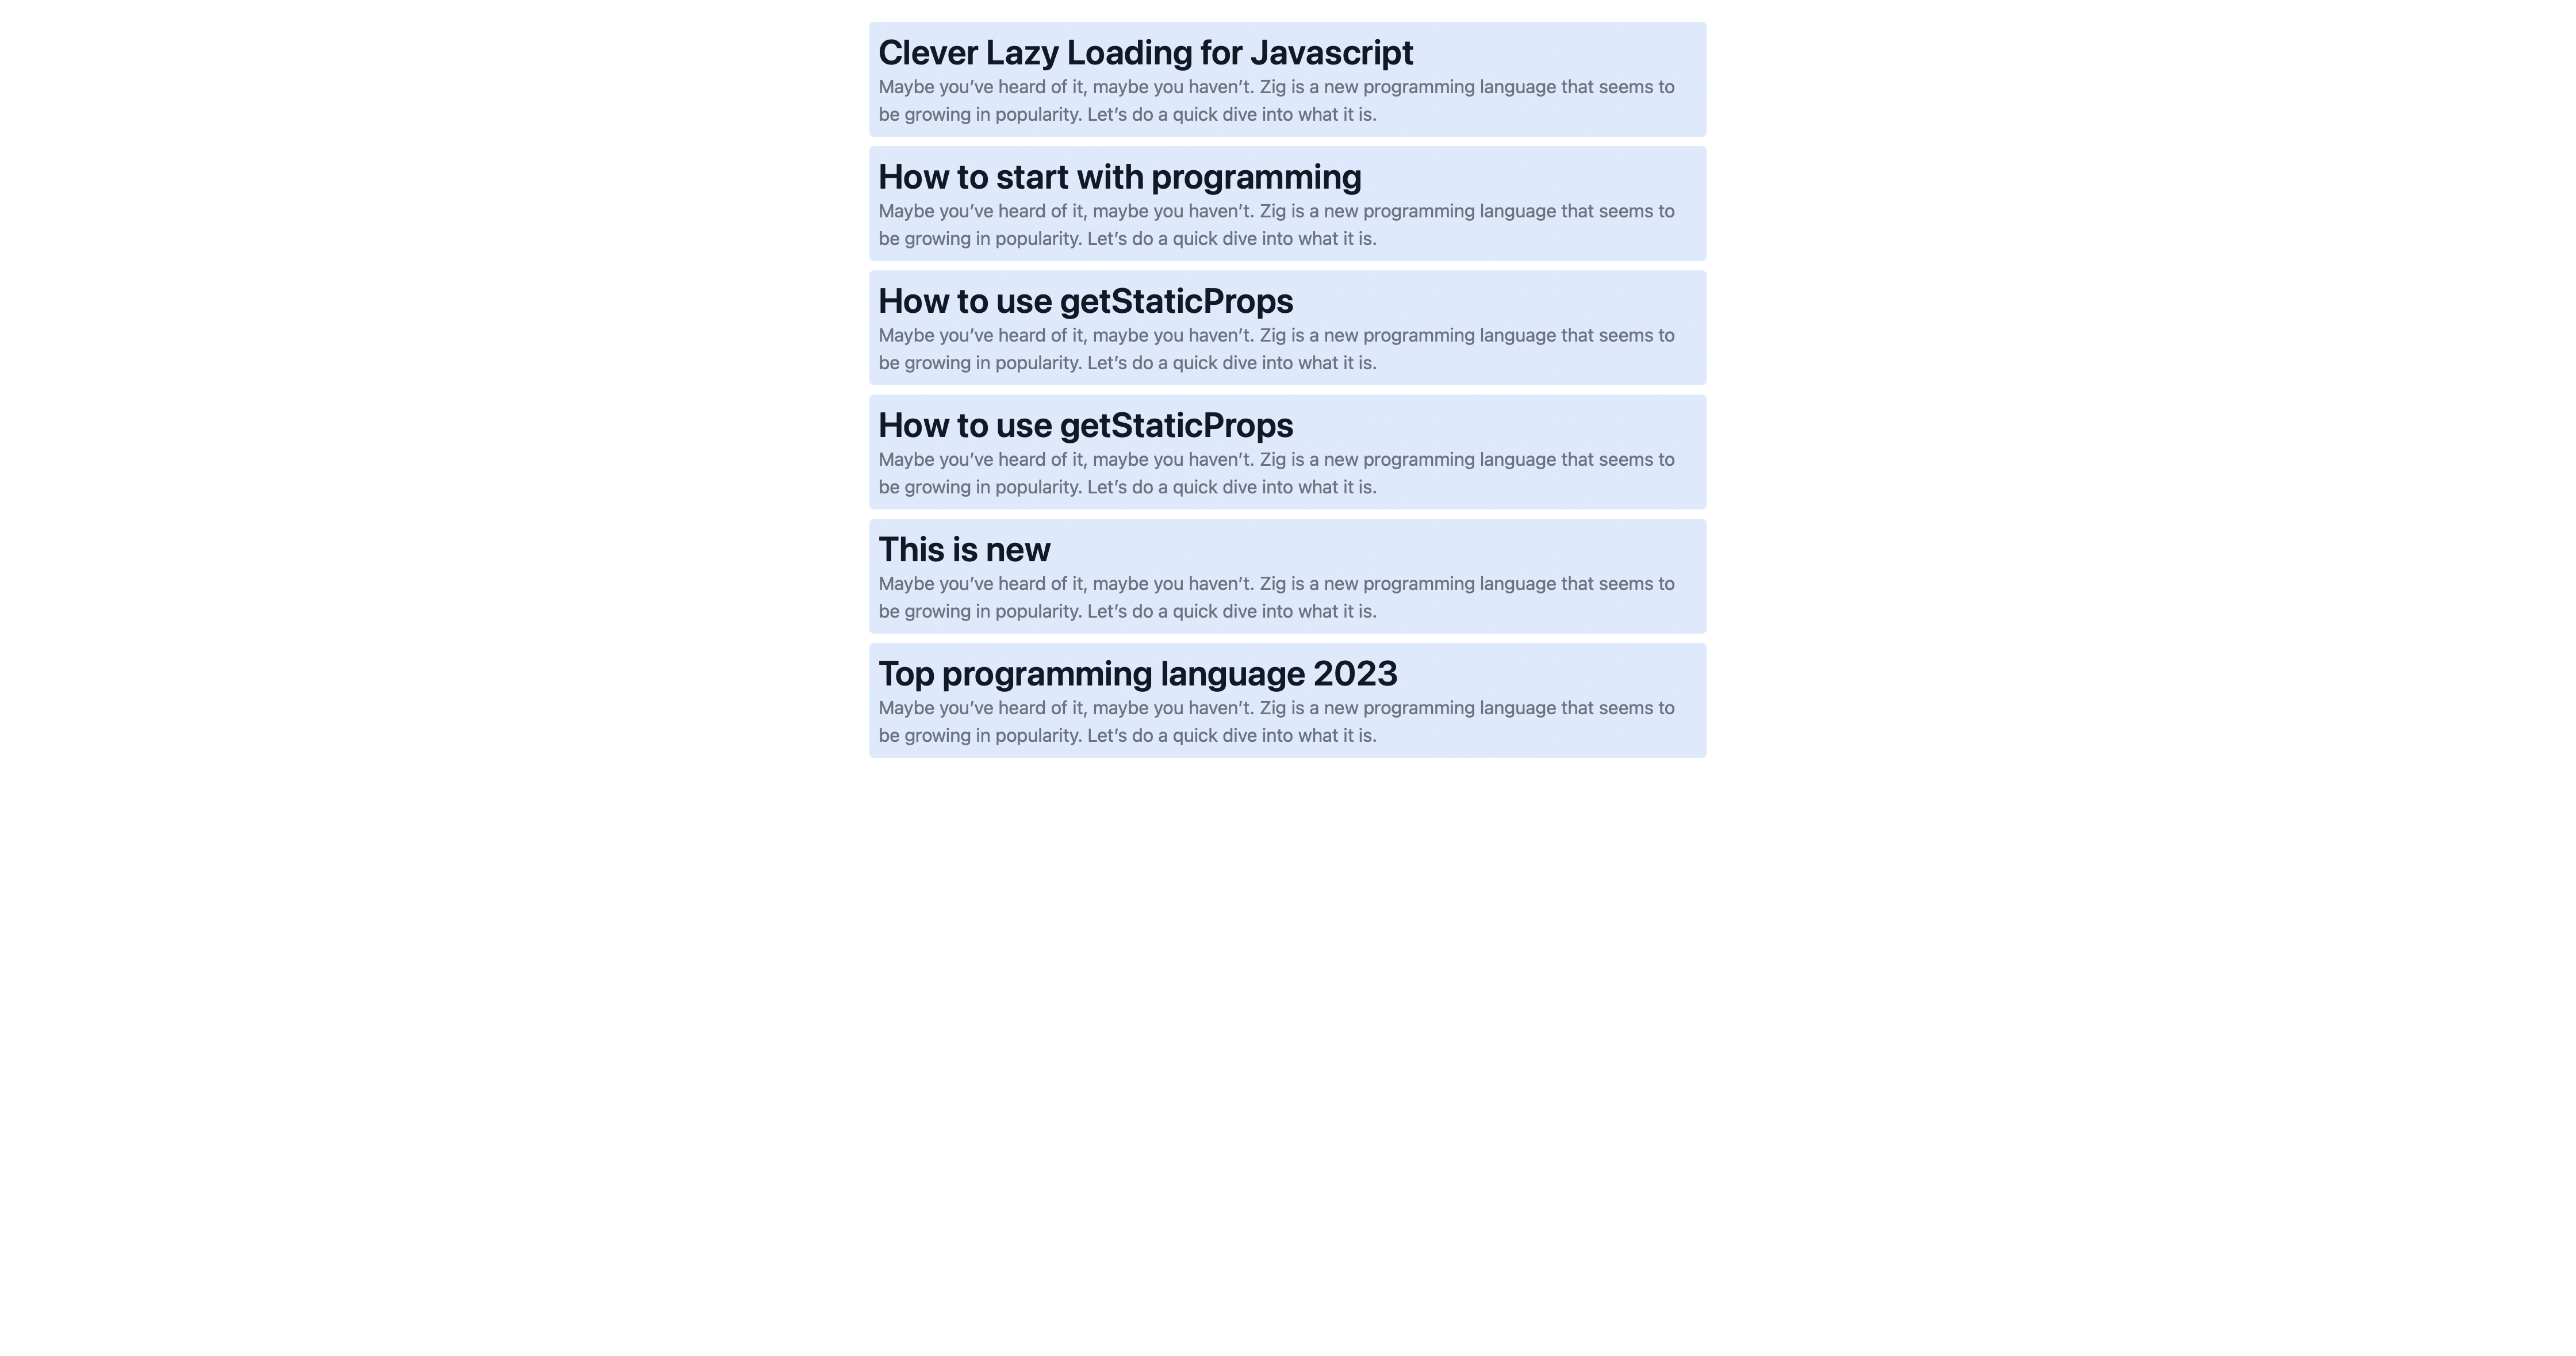 Clever Lazy Loading for Javascript
Maybe you’ve heard of it, maybe you haven’t. Zig is a new programming language that seems to
be growing in popularity. Let’s do a quick dive into what it is.
How to start with programming
Maybe you’ve heard of it, maybe you haven’t. Zig is a new programming language that seems to
be growing in popularity. Let’s do a quick dive into what it is.
How to use getStaticProps
Maybe you’ve heard of it, maybe you haven’t. Zig is a new programming language that seems to
be growing in popularity. Let’s do a quick dive into what it is.
How to use getStaticProps
Maybe you’ve heard of it, maybe you haven’t. Zig is a new programming language that seems to
be growing in popularity. Let’s do a quick dive into what it is.
This is new
Maybe you’ve heard of it, maybe you haven’t. Zig is a new programming language that seems to
be growing in popularity. Let’s do a quick dive into what it is.
Top programming language 2023
Maybe you’ve heard of it, maybe you haven’t. Zig is a new programming language that seems to
be growing in popularity. Let’s do a quick dive into what it is.